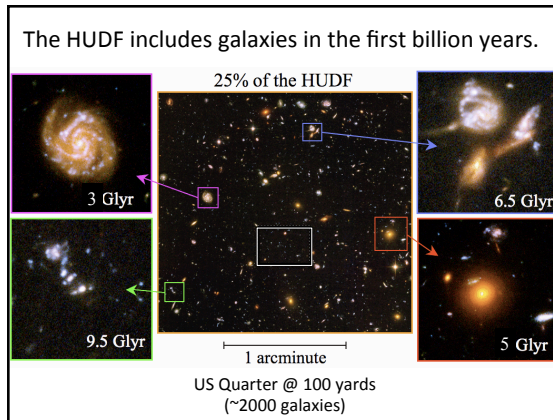 The HUDF includes galaxies in the first billion years.
25% of the HUDF
3 Glyr
6.5 Glyr
9.5 Glyr
5 Glyr
1 arcminute
US Quarter @ 100 yards
(~2000 galaxies)